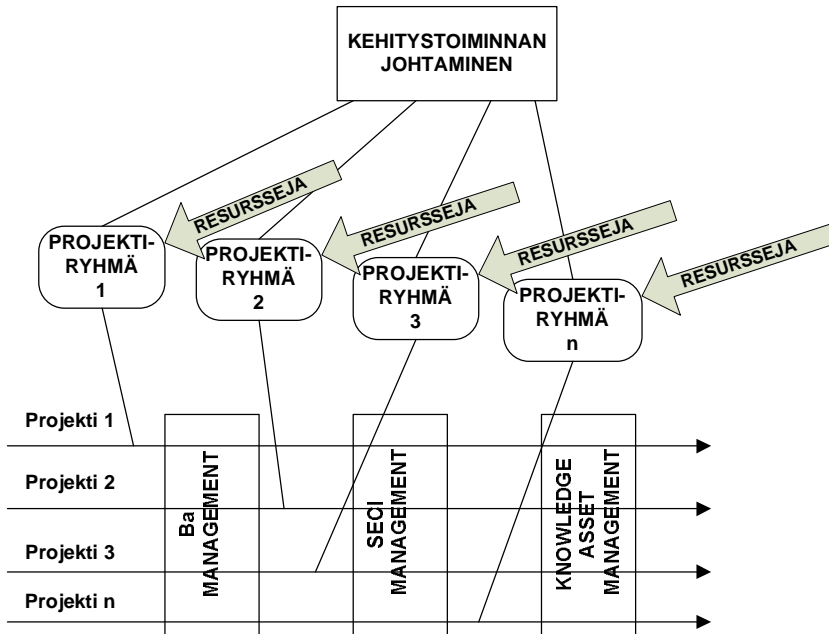 KEHITYSTOIMINNAN
JOHTAMINEN
RESURSSEJA
RESURSSEJA
RESURSSEJA
RESURSSEJA
PROJEKTI-
RYHMÄ
1
PROJEKTI-
RYHMÄ
2
PROJEKTI-
RYHMÄ
3
PROJEKTI-
RYHMÄ
n
Projekti 1
Projekti 2
Projekti 3
Projekti n
Ba
MANAGEMENT
SECI
MANAGEMENT
KNOWLEDGE
ASSET
MANAGEMENT